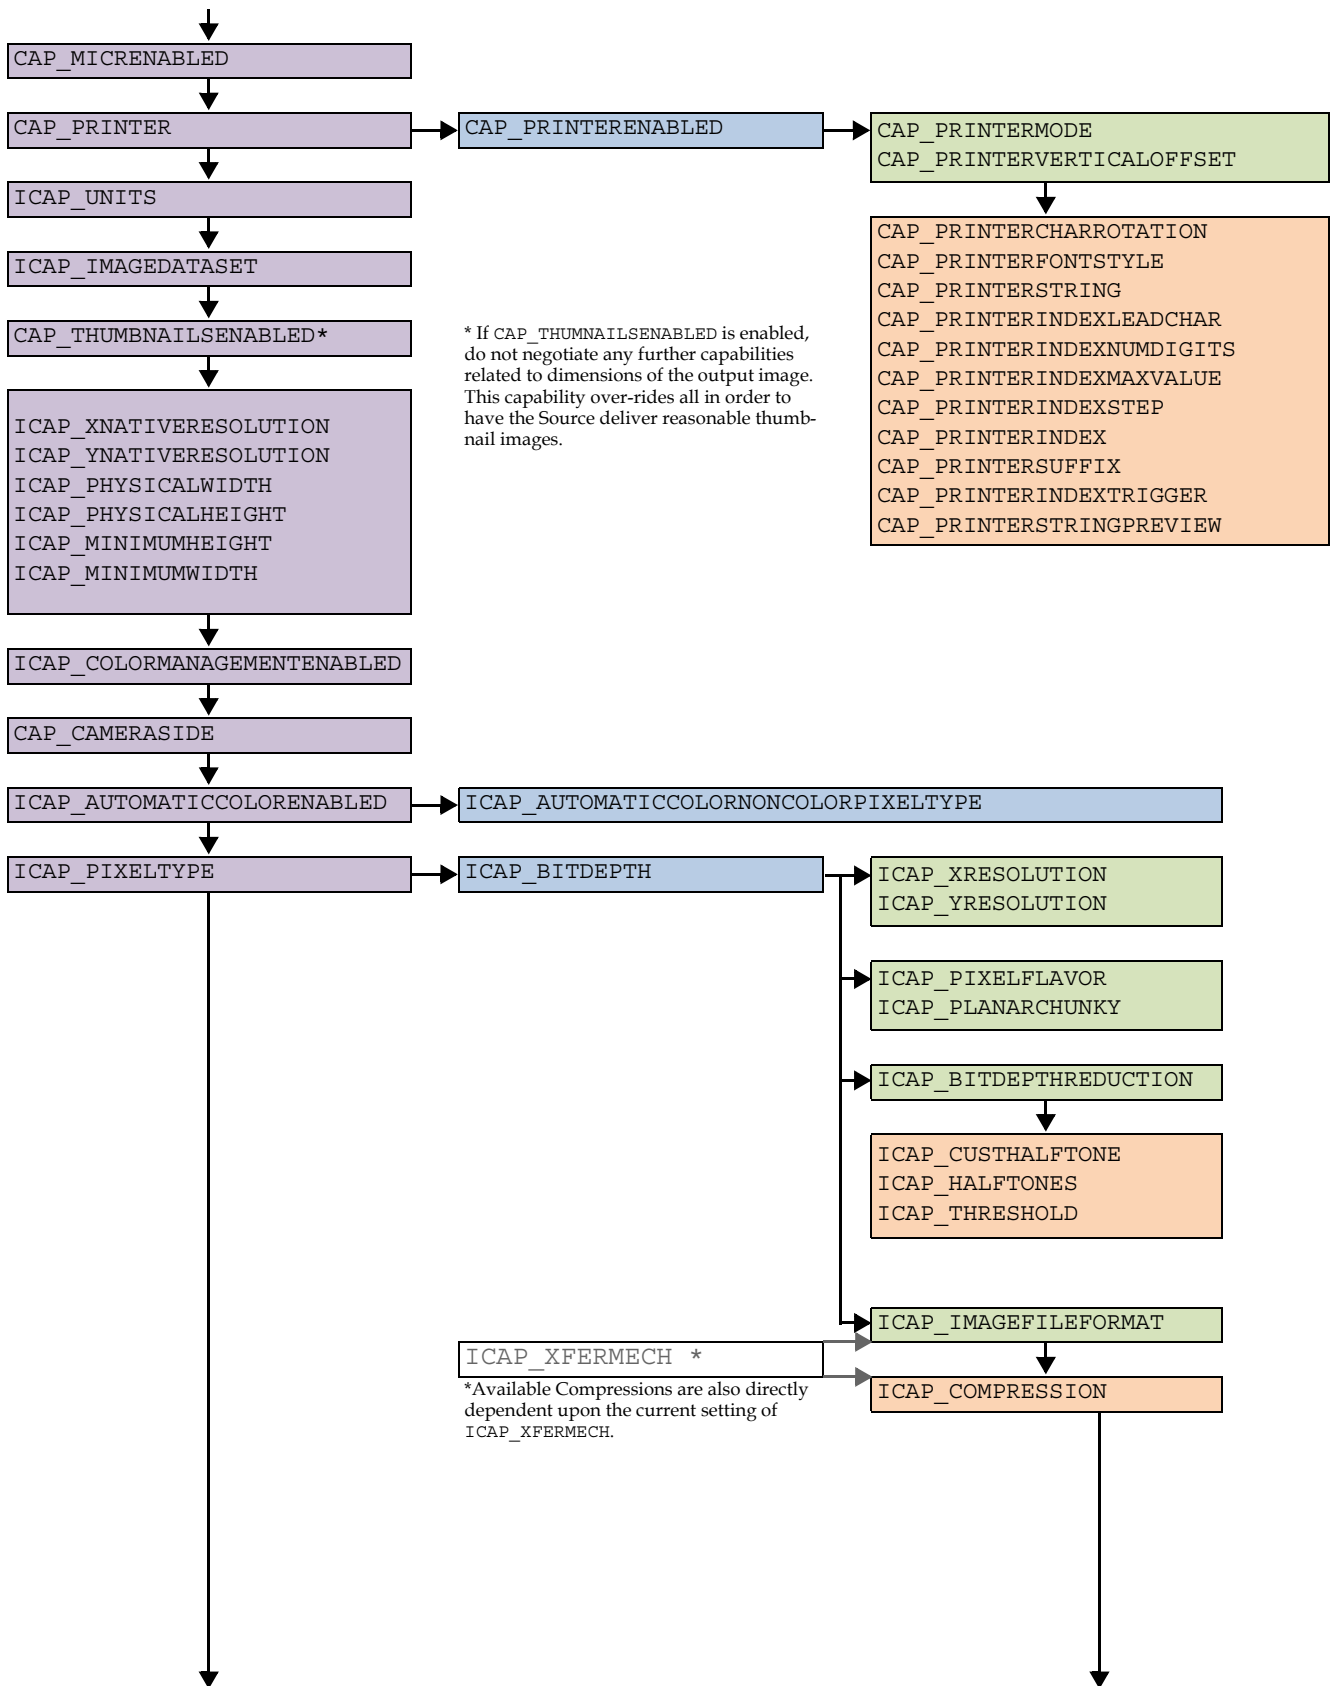 CAP_MICRENABLED
CAP_PRINTER
CAP_PRINTERENABLED
CAP_PRINTERMODE
CAP_PRINTERVERTICALOFFSET
ICAP_UNITS
CAP_PRINTERCHARROTATION
CAP_PRINTERFONTSTYLE
CAP_PRINTERSTRING
CAP_PRINTERINDEXLEADCHAR
CAP_PRINTERINDEXNUMDIGITS
CAP_PRINTERINDEXMAXVALUE
CAP_PRINTERINDEXSTEP
CAP_PRINTERINDEX
CAP_PRINTERSUFFIX
CAP_PRINTERINDEXTRIGGER
CAP_PRINTERSTRINGPREVIEW
ICAP_IMAGEDATASET
CAP_THUMBNAILSENABLED*
* If CAP_THUMNAILSENABLED is enabled,
do not negotiate any further capabilities
related to dimensions of the output image.
This capability over-rides all in order to
have the Source deliver reasonable thumb-
nail images.
ICAP_XNATIVERESOLUTION
ICAP_YNATIVERESOLUTION
ICAP_PHYSICALWIDTH
ICAP_PHYSICALHEIGHT
ICAP_MINIMUMHEIGHT
ICAP_MINIMUMWIDTH
ICAP_COLORMANAGEMENTENABLED
CAP_CAMERASIDE
ICAP_AUTOMATICCOLORENABLED
ICAP_AUTOMATICCOLORNONCOLORPIXELTYPE
ICAP_PIXELTYPE
ICAP_BITDEPTH
ICAP_XRESOLUTION
ICAP_YRESOLUTION
ICAP_PIXELFLAVOR
ICAP_PLANARCHUNKY
ICAP_BITDEPTHREDUCTION
ICAP_CUSTHALFTONE
ICAP_HALFTONES
ICAP_THRESHOLD
ICAP_IMAGEFILEFORMAT
ICAP_XFERMECH *
*Available Compressions are also directly
dependent upon the current setting of
ICAP_XFERMECH.
ICAP_COMPRESSION